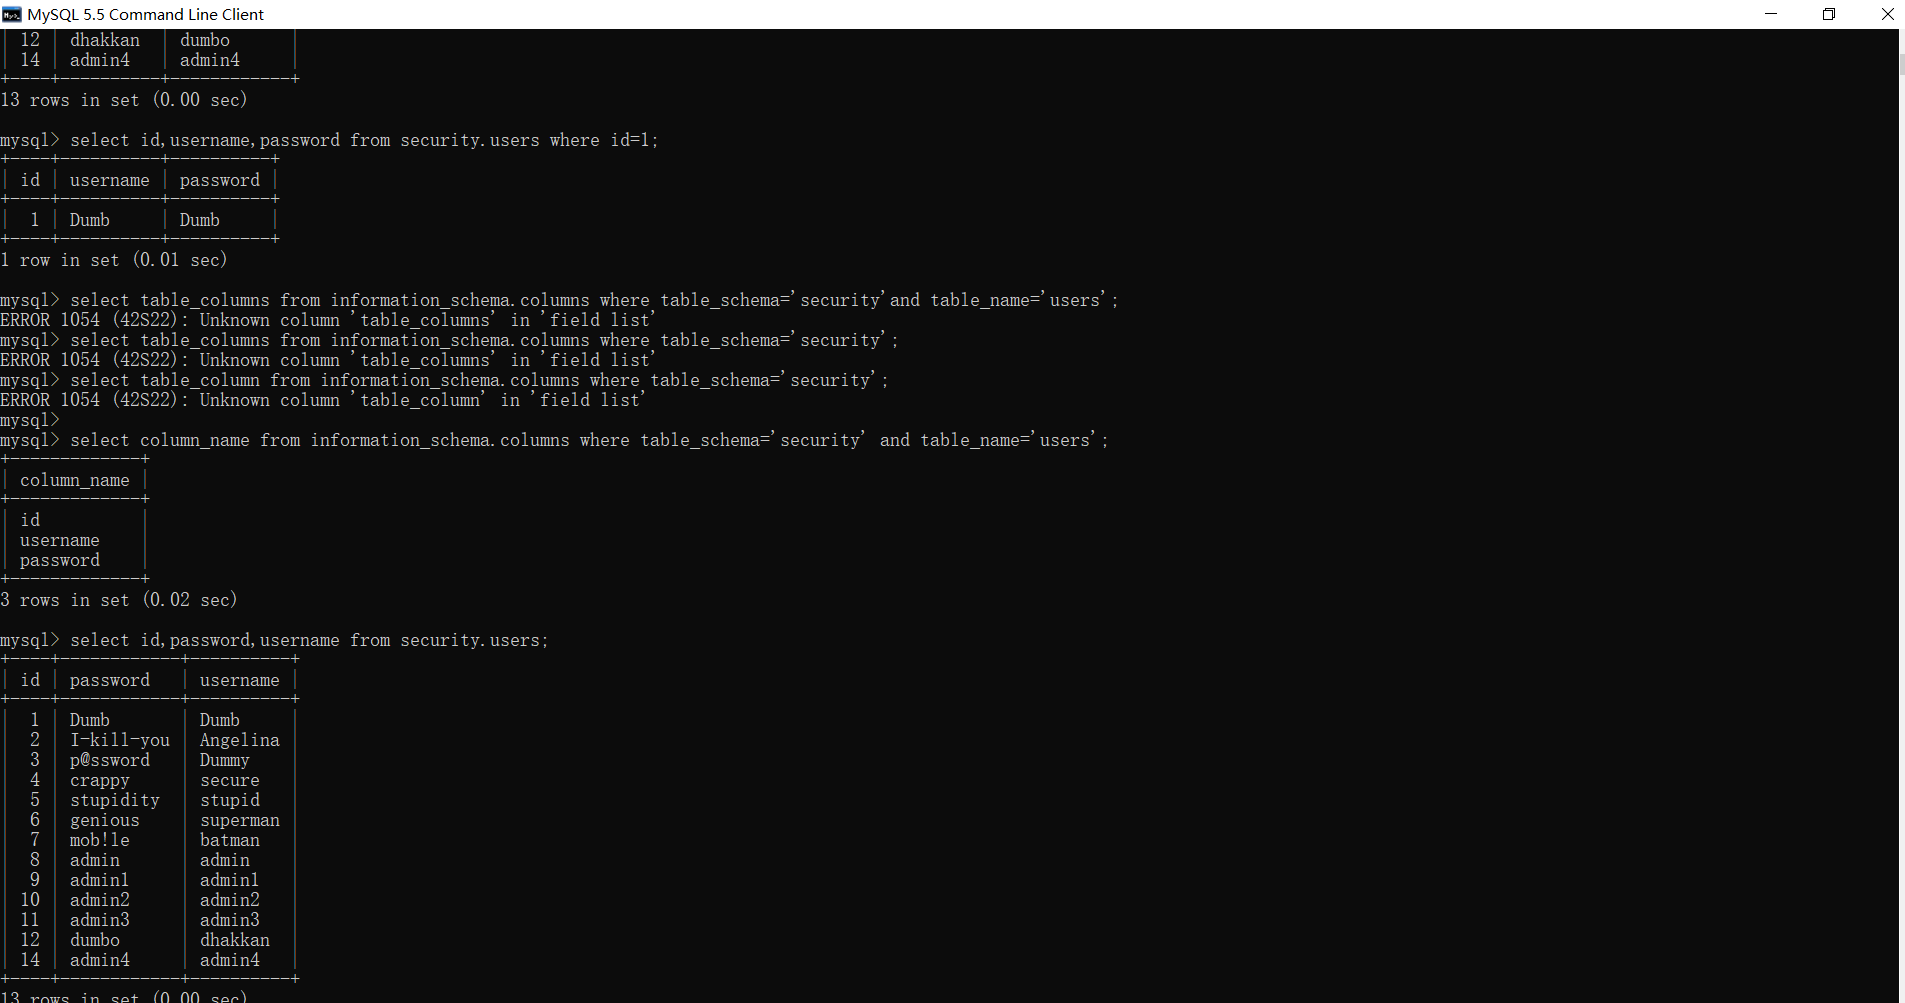 MySQL 5.5 Command Line Client
| 12 | dhakkan  | dumbo      |
| 14 | admin4   | admin4     |
+----+----------+------------+
13 rows in set (0.00 sec)
mysql> select id,username,password from security.users where id=1;
+----+----------+----------+
| id | username | password |
+----+----------+----------+
|  1 | Dumb     | Dumb     |
+----+----------+----------+
1 row in set (0.01 sec)
mysql> select table_columns from information_schema.columns where table_schema='security'and table_name='users';
ERROR 1054 (42S22): Unknown column 'table_columns' in 'field list'
mysql> select table_columns from information_schema.columns where table_schema='security';
ERROR 1054 (42S22): Unknown column 'table_columns' in 'field list'
mysql> select table_column from information_schema.columns where table_schema='security';
ERROR 1054 (42S22): Unknown column 'table_column' in 'field list'
mysql>
mysql> select column_name from information_schema.columns where table_schema='security' and table_name='users';
+-------------+
| column_name |
+-------------+
| id          |
| username    |
| password    |
+-------------+
3 rows in set (0.02 sec)
mysql> select id,password,username from security.users;
+----+------------+----------+
| id | password   | username |
+----+------------+----------+
|  1 | Dumb       | Dumb     |
|  2 | I-kill-you | Angelina |
|  3 | p@ssword   | Dummy    |
|  4 | crappy     | secure   |
|  5 | stupidity  | stupid   |
|  6 | genious    | superman |
|  7 | mob!le     | batman   |
|  8 | admin      | admin    |
|  9 | admin1     | admin1   |
| 10 | admin2     | admin2   |
| 11 | admin3     | admin3   |
| 12 | dumbo      | dhakkan  |
| 14 | admin4     | admin4   |
+----+------------+----------+
13 rows in set (0.00 sec)